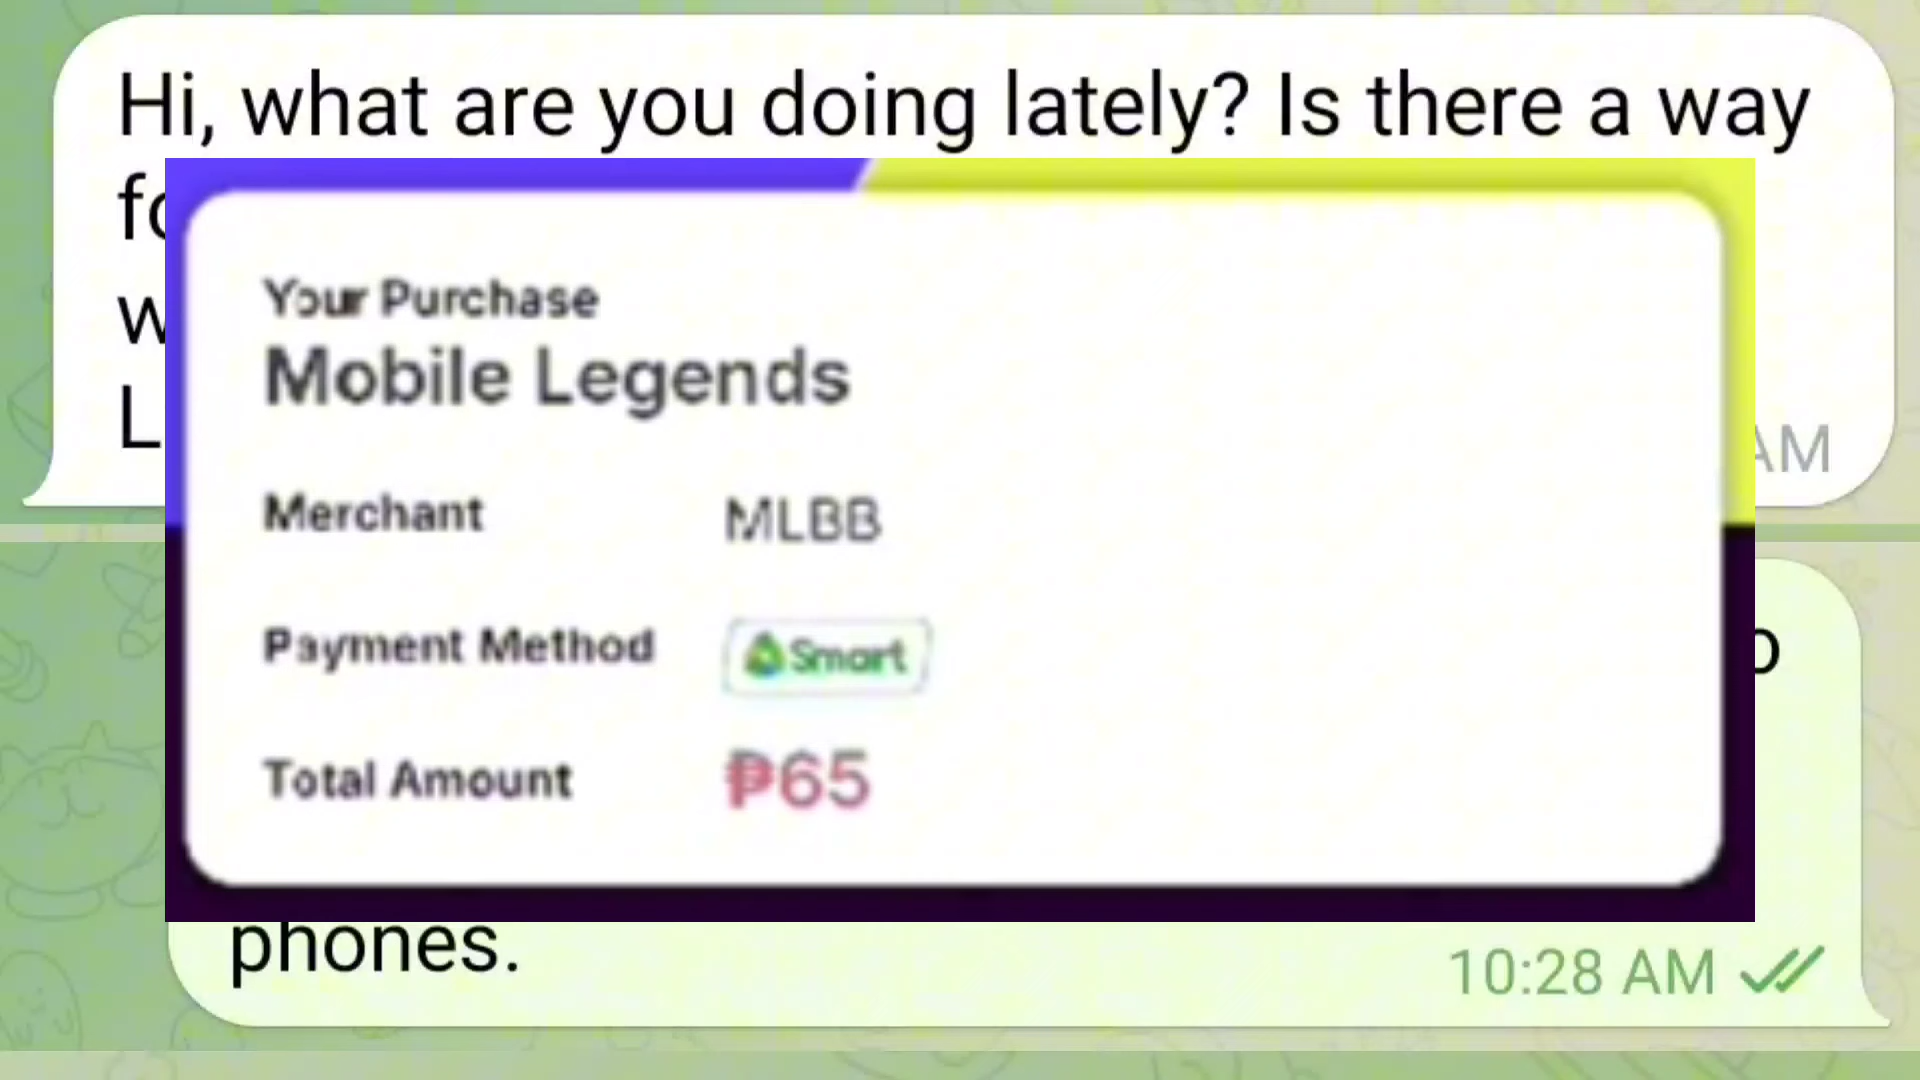 Hi, what are you doing lately? Is there a way
Your Purchase
Mobile Legends
Merchant MLBB
Payment Method Smart
Total Amount ₱65
AM
phones.
10:28 AM